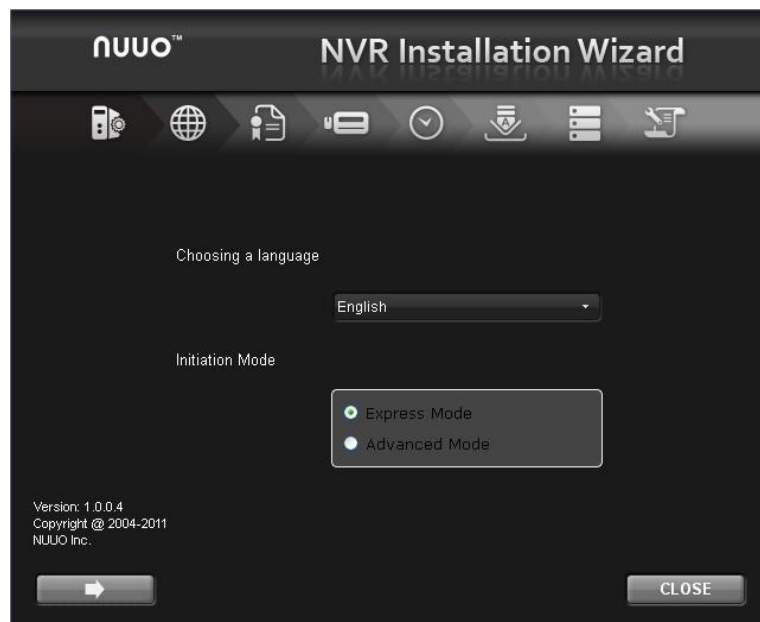 nuuo™
NVR Installation Wizard
Choosing a language
English
Initiation Mode
Express Mode
Advanced Mode
Version: 1.0.0.4
Copyright @ 2004-2011
NUUO Inc.
CLOSE